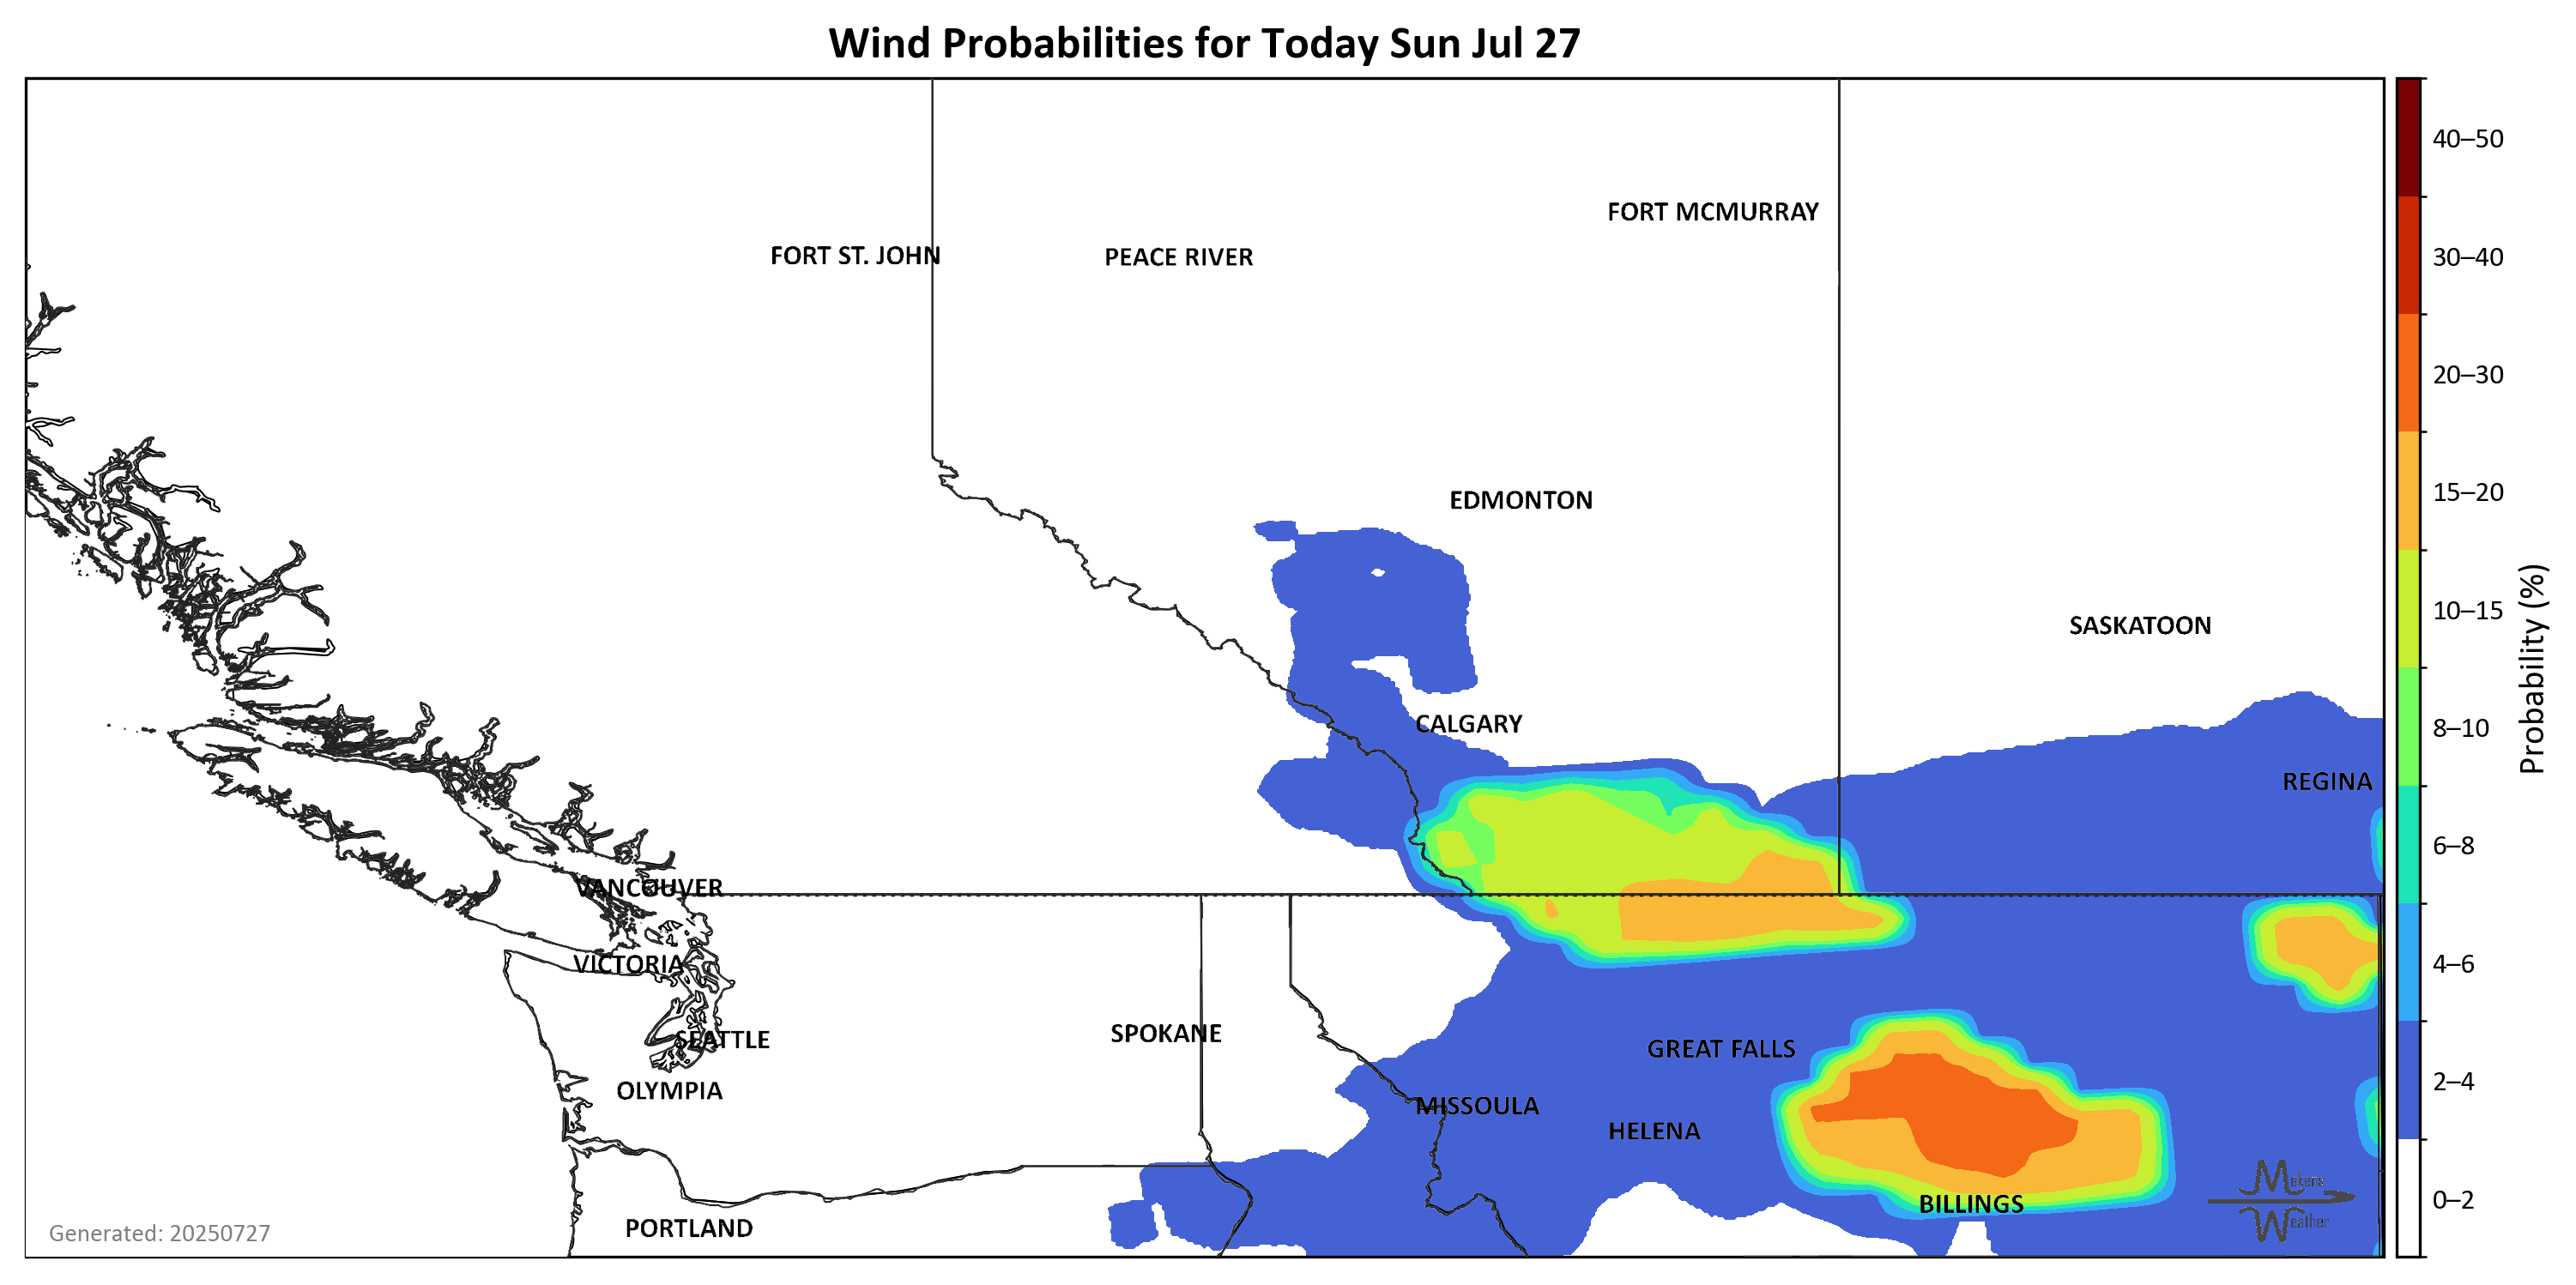 Wind Probabilities for Today Sun Jul 27
40–50
FORT MCMURRAY
FORT ST. JOHN
PEACE RIVER
30–40
20–30
EDMONTON
15–20
10–15
SASKATOON
CALGARY
8–10
Probability (%)
REGINA
6–8
VANCOUVER
VICTORIA
4–6
SPOKANE
SEATTLE
GREAT FALLS
OLYMPIA
MISSOULA
2–4
HELENA
Mokens
Weather
BILLINGS
0–2
PORTLAND
Generated: 20250727